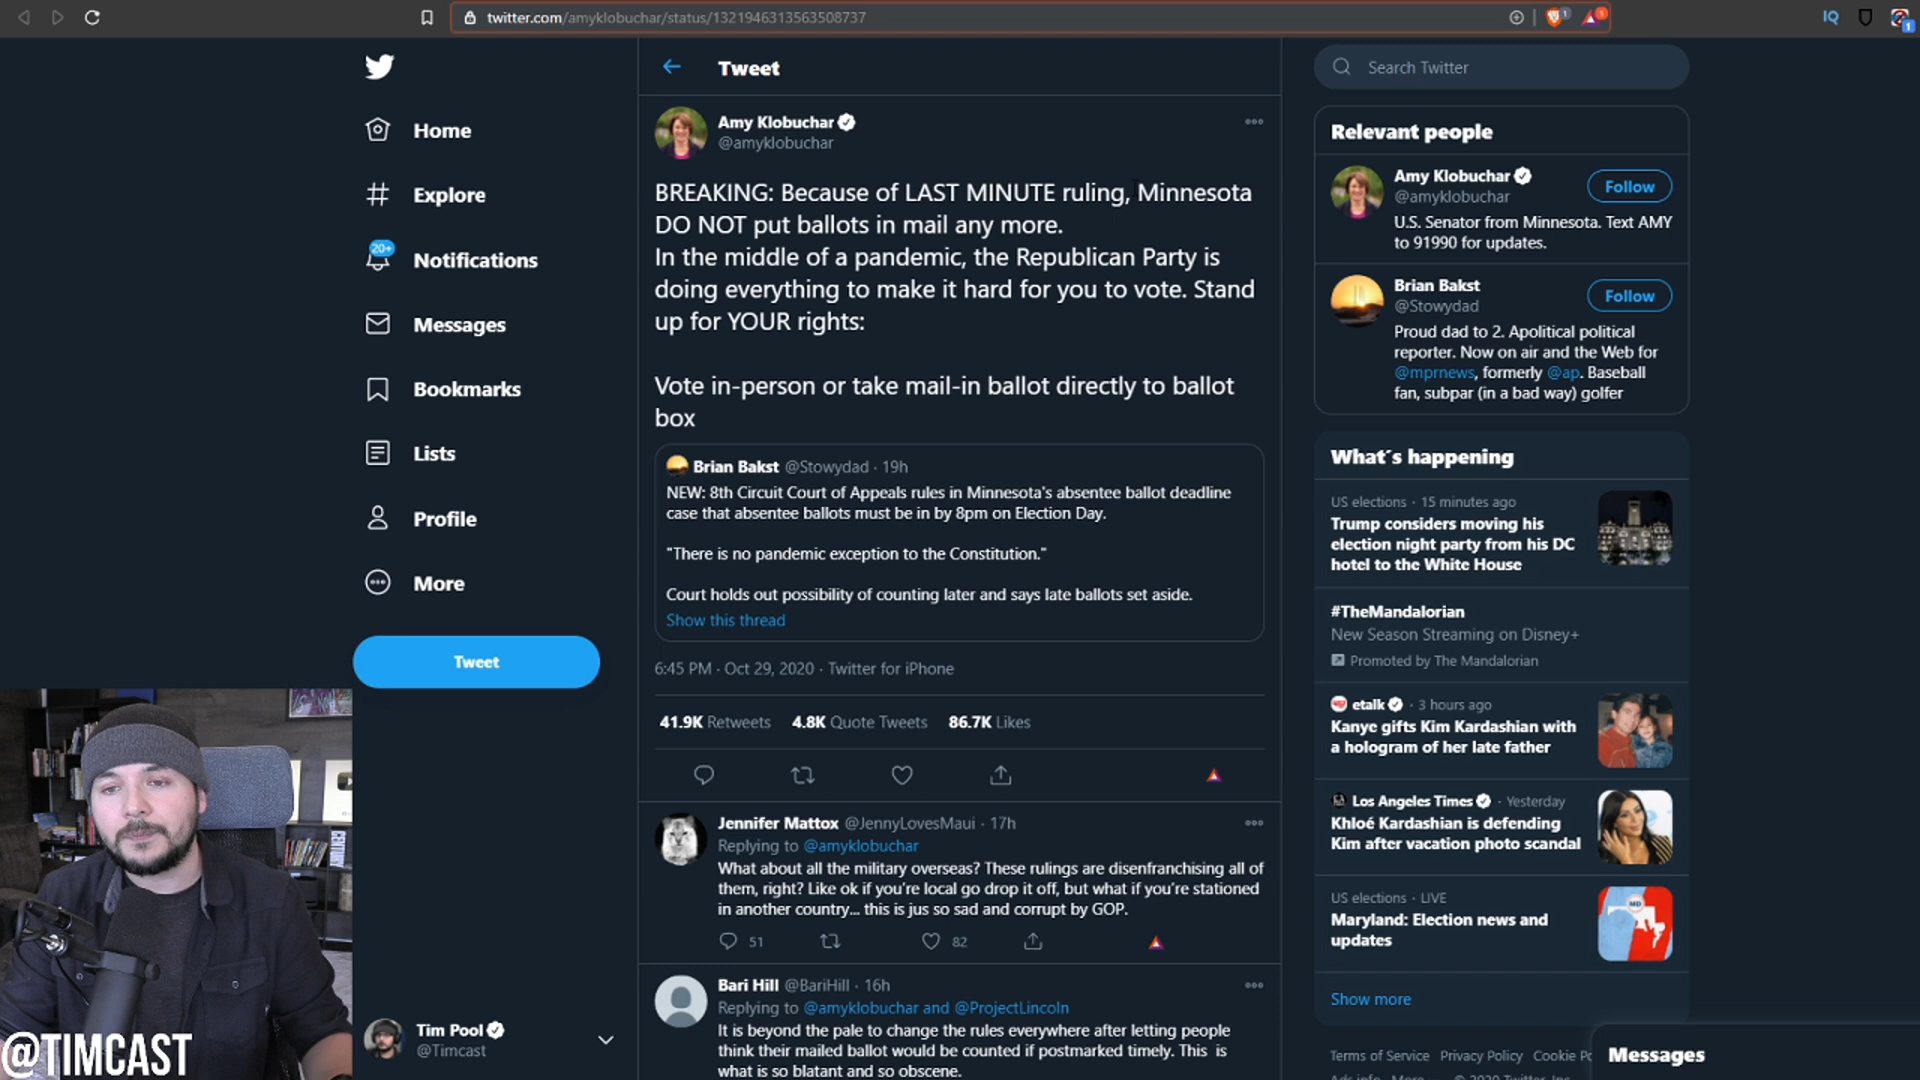 twitter.com/amyklobuchar/status/1321946313563508737
IQ
1
Tweet
Search Twitter
Home
Explore
20+
Notifications
Messages
Bookmarks
Lists
Profile
More
Tweet
Amy Klobuchar
@amyklobuchar
BREAKING: Because of LAST MINUTE ruling, Minnesota
DO NOT put ballots in mail any more.
In the middle of a pandemic, the Republican Party is
doing everything to make it hard for you to vote. Stand
up for YOUR rights:
Vote in-person or take mail-in ballot directly to ballot
box
Brian Bakst @Stowydad · 19h
NEW: 8th Circuit Court of Appeals rules in Minnesota's absentee ballot deadline
case that absentee ballots must be in by 8pm on Election Day.
"There is no pandemic exception to the Constitution."
Court holds out possibility of counting later and says late ballots set aside.
Show this thread
6:45 PM · Oct 29, 2020 · Twitter for iPhone
41.9K Retweets 4.8K Quote Tweets 86.7K Likes
Jennifer Mattox @JennyLovesMaui · 17h
Replying to @amyklobuchar
What about all the military overseas? These rulings are disenfranchising all of
them, right? Like ok if you're local go drop it off, but what if you're stationed
in another country... this is jus so sad and corrupt by GOP.
51
82
Bari Hill @BariHill · 16h
Replying to @amyklobuchar and @ProjectLincoln
It is beyond the pale to change the rules everywhere after letting people
think their mailed ballot would be counted if postmarked timely. This is
what is so blatant and so obscene.
Relevant people
Amy Klobuchar
@amyklobuchar
Follow
U.S. Senator from Minnesota. Text AMY
to 91990 for updates.
Brian Bakst
@Stowydad
Follow
Proud dad to 2. Apolitical political
reporter. Now on air and the Web for
@mprnews, formerly @ap. Baseball
fan, subpar (in a bad way) golfer
What's happening
US elections · 15 minutes ago
Trump considers moving his
election night party from his DC
hotel to the White House
#TheMandalorian
New Season Streaming on Disney+
Promoted by The Mandalorian
etalk · 3 hours ago
Kanye gifts Kim Kardashian with
a hologram of her late father
Los Angeles Times · Yesterday
Khloé Kardashian is defending
Kim after vacation photo scandal
US elections · LIVE
Maryland: Election news and
updates
MD
Show more
Terms of Service Privacy Policy Cookie Po
Messages
Tim Pool
@Timcast
@TIMCAST